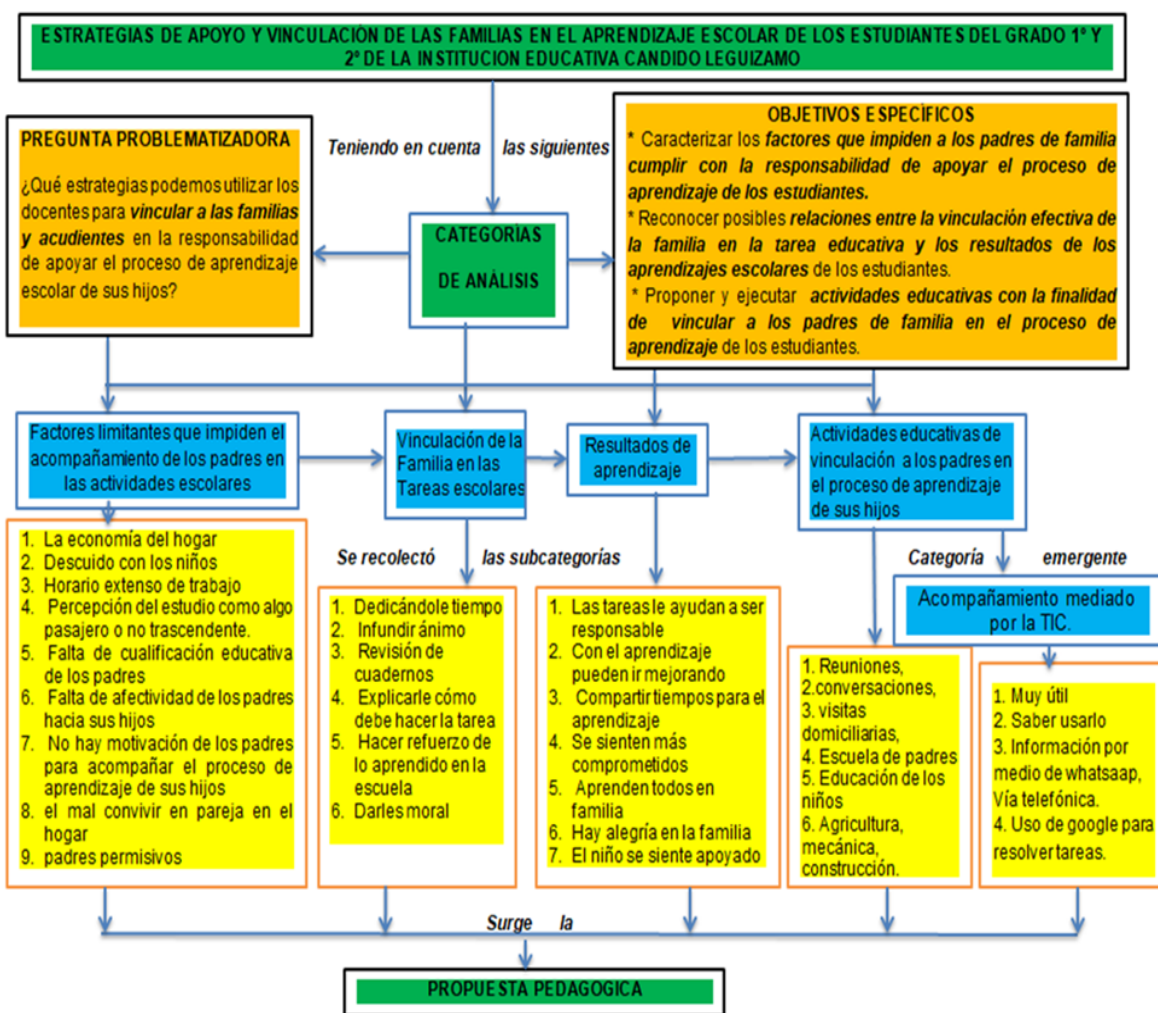 ESTRATEGIAS DE APOYO Y VINCULACIÓN DE LAS FAMILIAS EN EL APRENDIZAJE ESCOLAR DE LOS ESTUDIANTES DEL GRADO 1º Y
2º DE LA INSTITUCION EDUCATIVA CANDIDO LEGUIZAMO
PREGUNTA PROBLEMATIZADORA
¿Qué estrategias podemos utilizar los
docentes para vincular a las familias
y acudientes en la responsabilidad
de apoyar el proceso de aprendizaje
escolar de sus hijos?
Teniendo en cuenta las siguientes
CATEGORÍAS
DE ANÁLISIS
OBJETIVOS ESPECÍFICOS
* Caracterizar los factores que impiden a los padres de familia
cumplir con la responsabilidad de apoyar el proceso de
aprendizaje de los estudiantes.
* Reconocer posibles relaciones entre la vinculación efectiva de
la familia en la tarea educativa y los resultados de los
aprendizajes escolares de los estudiantes.
* Proponer y ejecutar actividades educativas con la finalidad
de vincular a los padres de familia en el proceso de
aprendizaje de los estudiantes.
Factores limitantes que impiden el
acompañamiento de los padres en
las actividades escolares
Vinculación de la
Familia en las
Tareas escolares
Resultados de
aprendizaje
Actividades educativas de
vinculación a los padres en
el proceso de aprendizaje
de sus hijos
Se recolectó las subcategorías
Categoría emergente
Acompañamiento mediado
por la TIC.
1. La economía del hogar
2. Descuido con los niños
3. Horario extenso de trabajo
4. Percepción del estudio como algo
pasajero o no trascendente.
5. Falta de cualificación educativa
de los padres
6. Falta de afectividad de los padres
hacia sus hijos
7. No hay motivación de los padres
para acompañar el proceso de
aprendizaje de sus hijos
8. el mal convivir en pareja en el
hogar
9. padres permisivos
1. Dedicándole tiempo
2. Infundir ánimo
3. Revisión de
cuadernos
4. Explicarle cómo
debe hacer la tarea
5. Hacer refuerzo de
lo aprendido en la
escuela
6. Darles moral
1. Las tareas le ayudan a ser
responsable
2. Con el aprendizaje
pueden ir mejorando
3. Compartir tiempos para el
aprendizaje
4. Se sienten más
comprometidos
5. Aprenden todos en
familia
6. Hay alegría en la familia
7. El niño se siente apoyado
1. Reuniones,
2.conversaciones,
3. visitas
domiciliarias,
4. Escuela de padres
5. Educación de los
niños
6. Agricultura,
mecánica,
construcción.
1. Muy útil
2. Saber usarlo
3. Información por
medio de whatsaap,
Vía telefónica.
4. Uso de google para
resolver tareas.
Surge la
PROPUESTA PEDAGOGICA